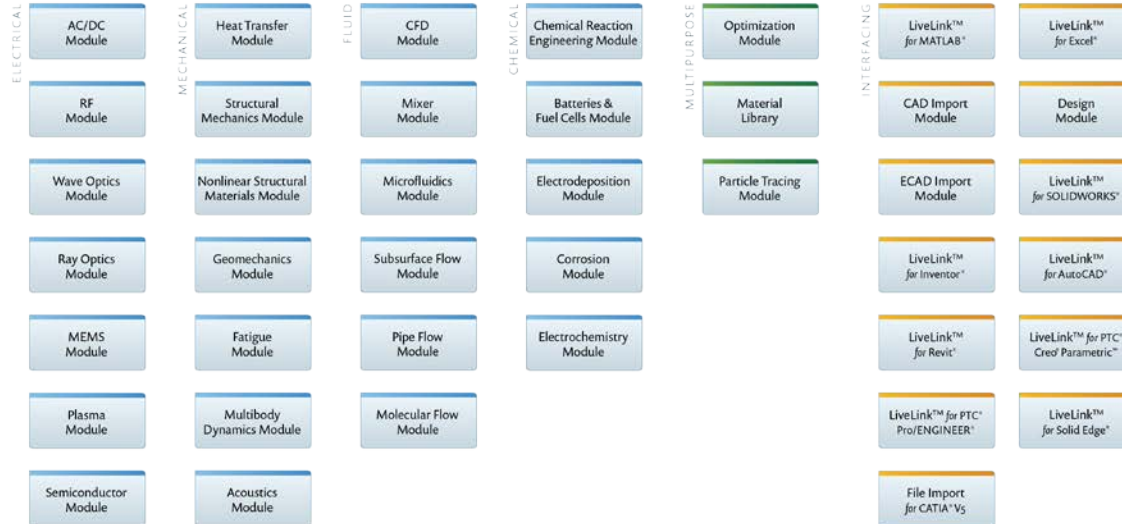 ELECTRICAL
AC/DC
Module
RF
Module
Wave Optics
Module
Ray Optics
Module
MEMS
Module
Plasma
Module
Semiconductor
Module
MECHANICAL
Heat Transfer
Module
Structural
Mechanics Module
Nonlinear Structural
Materials Module
Geomechanics
Module
Fatigue
Module
Multibody
Dynamics Module
Acoustics
Module
FLUID
CFD
Module
Mixer
Module
Microfluidics
Module
Subsurface Flow
Module
Pipe Flow
Module
Molecular Flow
Module
CHEMICAL
Chemical Reaction
Engineering Module
Batteries &
Fuel Cells Module
Electrodeposition
Module
Corrosion
Module
Electrochemistry
Module
MULTIPURPOSE
Optimization
Module
Material
Library
Particle Tracing
Module
INTERFACING
LiveLink™
for MATLAB®
LiveLink™
for Excel®
CAD Import
Module
Design
Module
ECAD Import
Module
LiveLink™
for SOLIDWORKS®
LiveLink™
for Inventor®
LiveLink™
for AutoCAD®
LiveLink™
for Revit®
LiveLink™ for PTC®
Creo® Parametric™
LiveLink™ for PTC®
Pro/ENGINEER®
LiveLink™
for Solid Edge®
File Import
for CATIA® V5